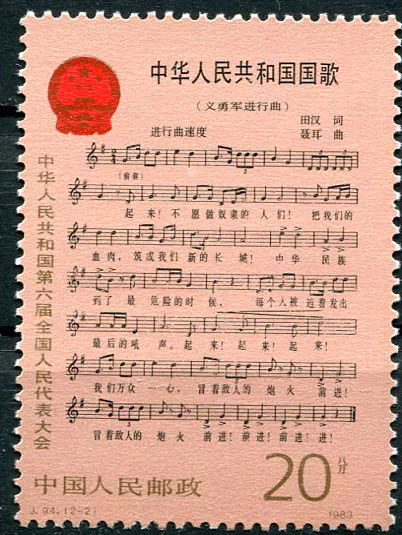 中华人民共和国国歌
(义勇军进行曲)
田汉 词
进行曲速度 聂耳 曲
(前奏)
起来!不愿做奴隶的人们!把我们的
血肉,筑成我们新的长城!中华民族
到了最危险的时候,每个人被迫着发出
最后的吼声。起来!起来!起来!
我们万众一心,冒着敌人的炮火前进!
冒着敌人的炮火前进!前进!前进!进!
中华人民共和国第六届全国人民代表大会
20分
中国人民邮政
J.94.(2-2) 1983